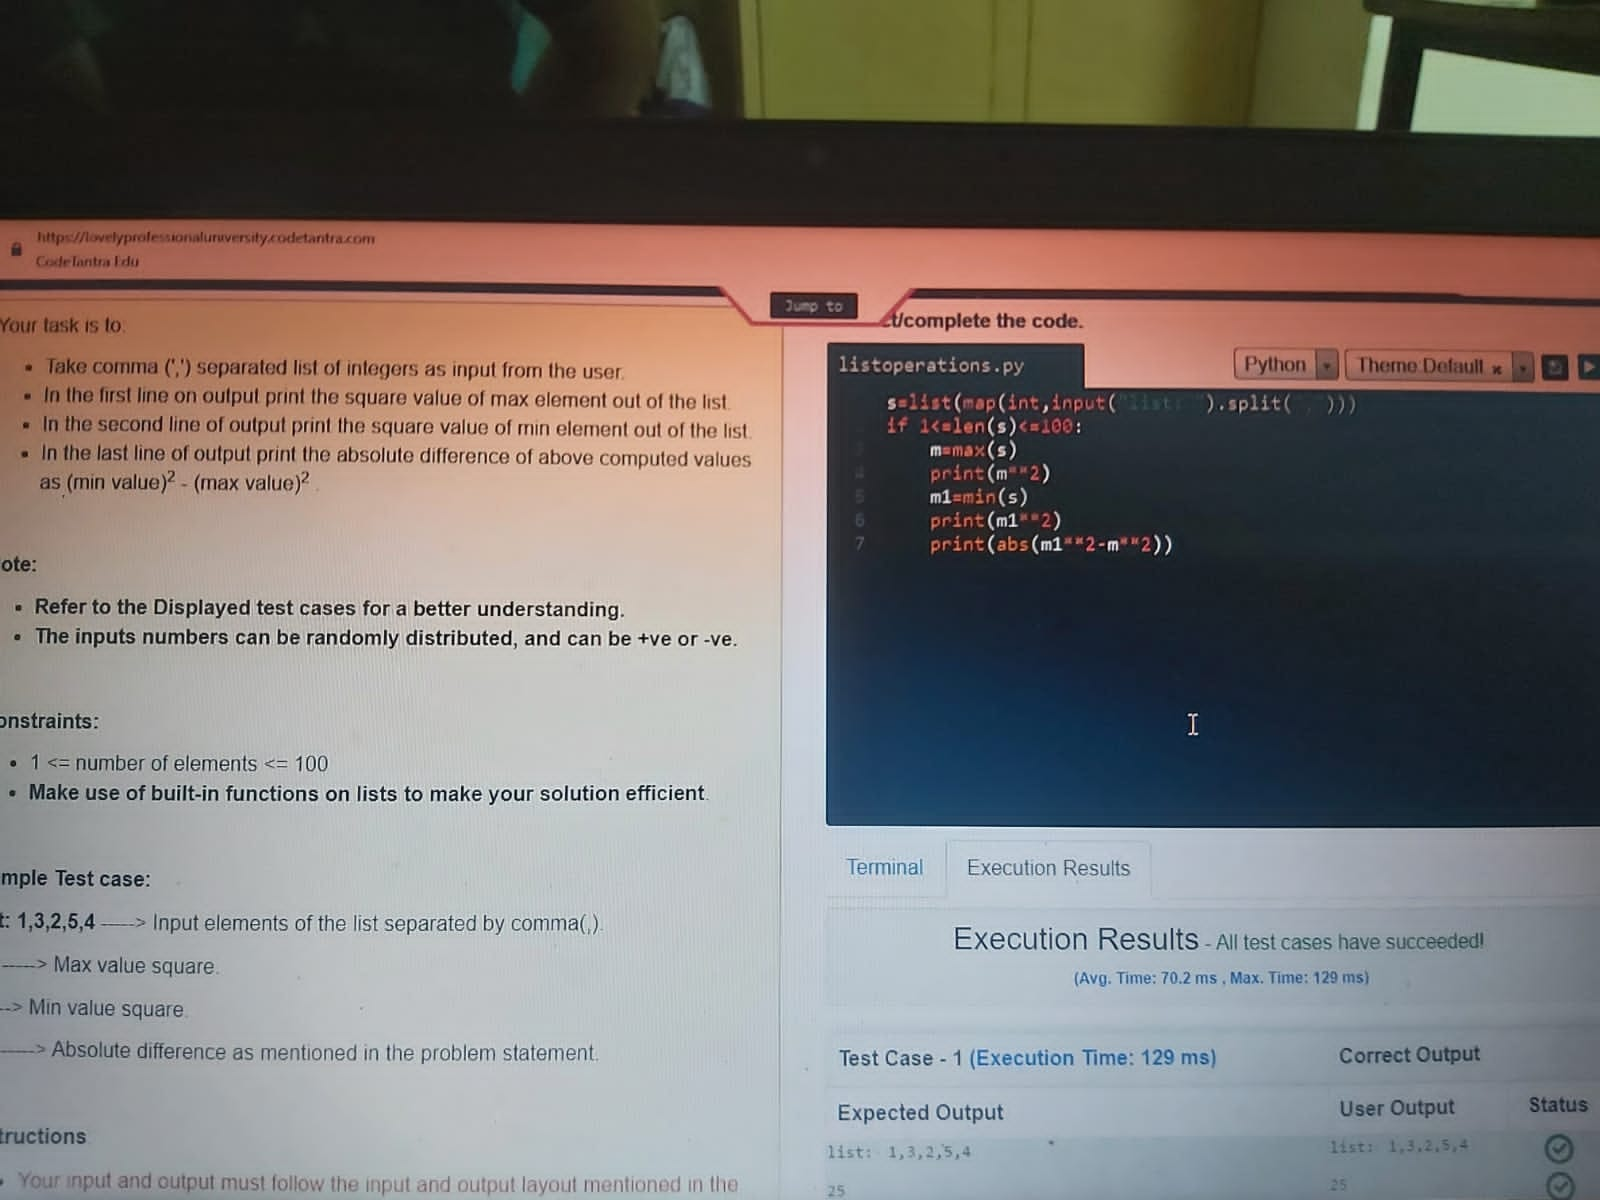 https://lovelyprofessionaluniversity.codetantra.com
CodeTantra Edu
Jump to
Your task is to:
Take comma (',') separated list of integers as input from the user.
In the first line on output print the square value of max element out of the list.
In the second line of output print the square value of min element out of the list.
In the last line of output print the absolute difference of above computed values
as (min value)² - (max value)² .
ote:
Refer to the Displayed test cases for a better understanding.
The inputs numbers can be randomly distributed, and can be +ve or -ve.
onstraints:
1 <= number of elements <= 100
Make use of built-in functions on lists to make your solution efficient.
mple Test case:
t: 1,3,2,5,4 -----> Input elements of the list separated by comma(,).
-----> Max value square.
--> Min value square.
-----> Absolute difference as mentioned in the problem statement.
tructions
Your input and output must follow the input and output layout mentioned in the
t/complete the code.
listoperations.py
Python
Theme:Default
s=list(map(int,input("list: ").split(",")))
if 1<=len(s)<=100:
3 m=max(s)
4 print(m**2)
5 m1=min(s)
6 print(m1**2)
7 print(abs(m1**2-m**2))
Terminal
Execution Results
Execution Results - All test cases have succeeded!
(Avg. Time: 70.2 ms , Max. Time: 129 ms)
Test Case - 1 (Execution Time: 129 ms)
Correct Output
Expected Output
User Output
Status
list: 1,3,2,5,4
list: 1,3,2,5,4
25
25